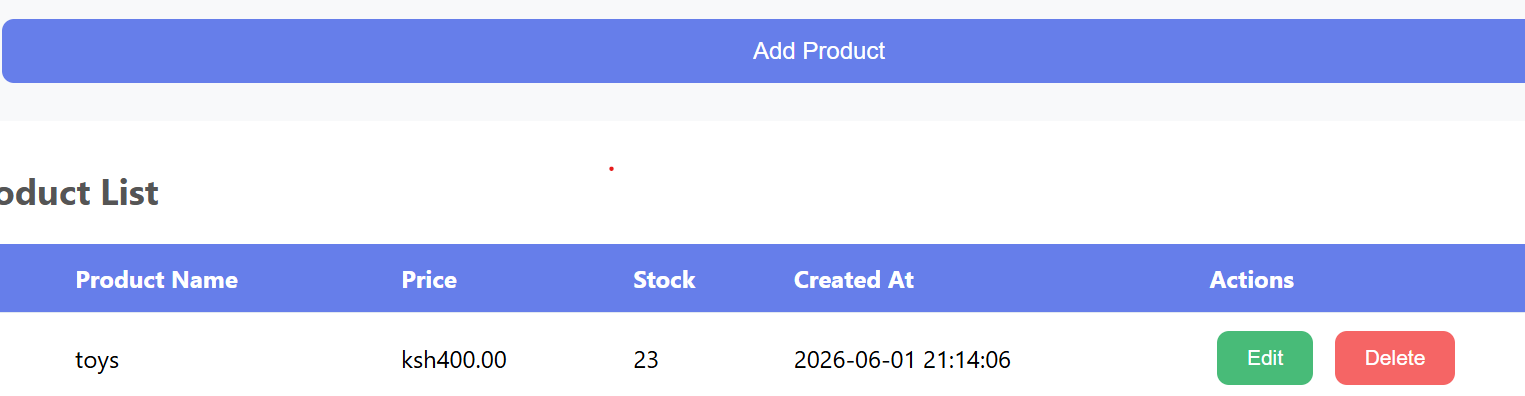 Add Product
oduct List
Product Name Price Stock Created At Actions
toys ksh400.00 23 2026-06-01 21:14:06 Edit Delete